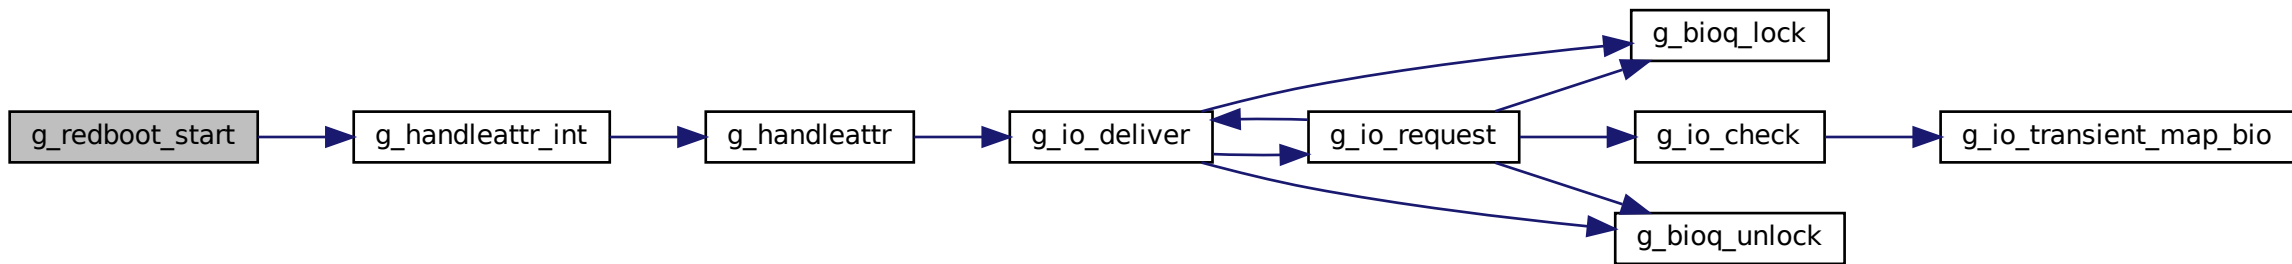 g_redboot_start
g_handleattr_int
g_handleattr
g_io_deliver
g_io_request
g_bioq_lock
g_io_check
g_io_transient_map_bio
g_bioq_unlock